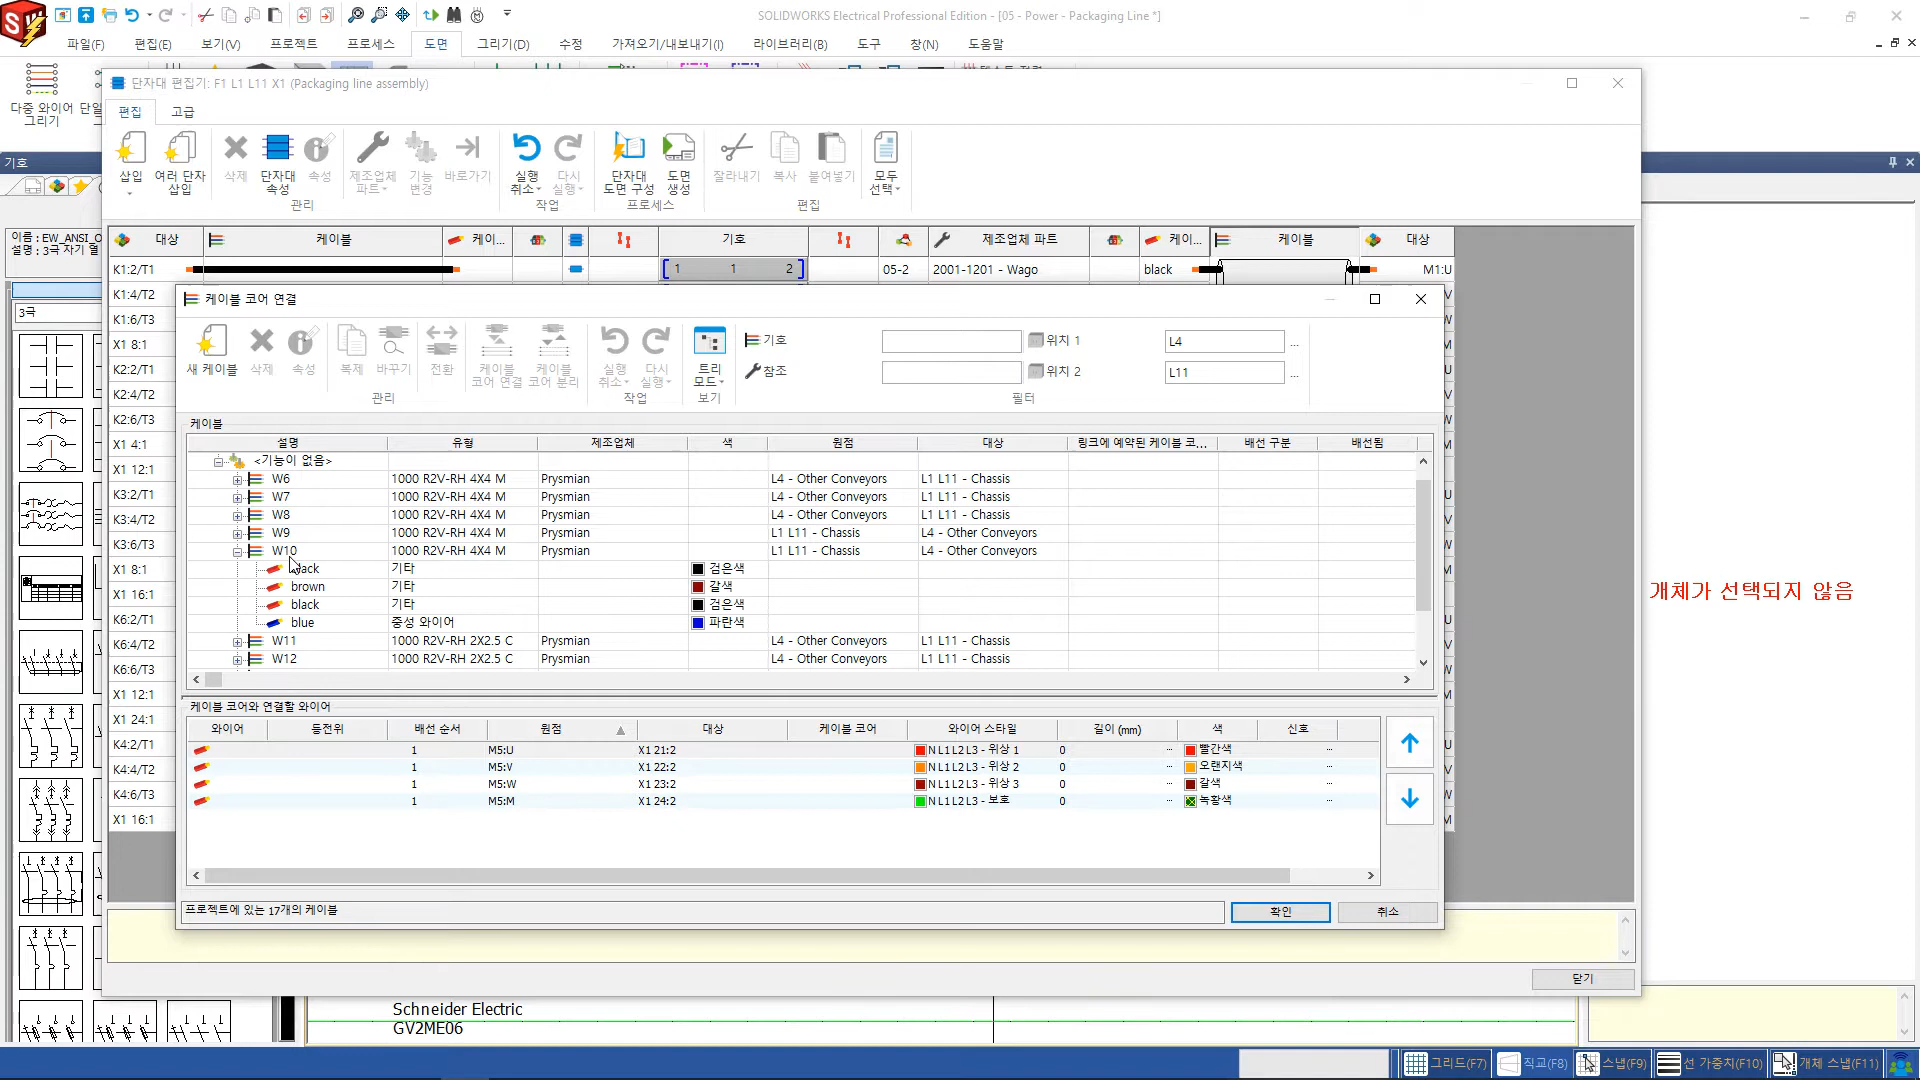 SOLIDWORKS Electrical Professional Edition - [05 - Power - Packaging Line *]
파일(F) 편집(E) 보기(V) 프로젝트 프로세스 도면 그리기(D) 수정 가져오기/내보내기(I) 라이브러리(B) 도구 창(N) 도움말
다중 와이어 그리기
단자대 편집기: F1 L1 L11 X1 (Packaging line assembly)
편집 고급
삽입 여러 단자 삽입 삭제 단자대 속성 속성 제조업체 파트 기능 변경 바로가기 실행 취소 다시 실행 단자대 도면 구성 도면 생성 잘라내기 복사 붙여넣기 모두 선택
관리 작업 프로세스 편집
기호
이름 : EW_ANSI_O
설명 : 3극 자기 열
3극
대상 케이블 케이... 기호 제조업체 파트 케이... 케이블 대상
K1:2/T1 1 1 2 05-2 2001-1201 - Wago black M1:U
K1:4/T2
K1:6/T3
X1 8:1
K2:2/T1
K2:4/T2
K2:6/T3
X1 4:1
X1 12:1
K3:2/T1
K3:4/T2
K3:6/T3
X1 8:1
X1 16:1
K6:2/T1
K6:4/T2
K6:6/T3
X1 12:1
X1 24:1
K4:2/T1
K4:4/T2
K4:6/T3
X1 16:1
케이블 코어 연결
새 케이블 삭제 속성 복제 바꾸기 전환 케이블 코어 연결 케이블 코어 분리 실행 취소 다시 실행 트리 모드
관리 작업 보기 필터
기호 위치 1 L4 ...
참조 위치 2 L11 ...
케이블
설명 유형 제조업체 색 원점 대상 링크에 예약된 케이블 코... 배선 구분 배선됨
<기능이 없음>
W6 1000 R2V-RH 4X4 M Prysmian L4 - Other Conveyors L1 L11 - Chassis
W7 1000 R2V-RH 4X4 M Prysmian L4 - Other Conveyors L1 L11 - Chassis
W8 1000 R2V-RH 4X4 M Prysmian L4 - Other Conveyors L1 L11 - Chassis
W9 1000 R2V-RH 4X4 M Prysmian L1 L11 - Chassis L4 - Other Conveyors
W10 1000 R2V-RH 4X4 M Prysmian L1 L11 - Chassis L4 - Other Conveyors
black 기타 검은색
brown 기타 갈색
black 기타 검은색
blue 중성 와이어 파란색
W11 1000 R2V-RH 2X2.5 C Prysmian L4 - Other Conveyors L1 L11 - Chassis
W12 1000 R2V-RH 2X2.5 C Prysmian L4 - Other Conveyors L1 L11 - Chassis
케이블 코어와 연결할 와이어
와이어 등전위 배선 순서 원점 대상 케이블 코어 와이어 스타일 길이 (mm) 색 신호
1 M5:U X1 21:2 N L1 L2 L3 - 위상 1 0 ... 빨간색 ...
1 M5:V X1 22:2 N L1 L2 L3 - 위상 2 0 ... 오랜지색 ...
1 M5:W X1 23:2 N L1 L2 L3 - 위상 3 0 ... 갈색 ...
1 M5:M X1 24:2 N L1 L2 L3 - 보호 0 ... 녹황색 ...
프로젝트에 있는 17개의 케이블
확인 취소
닫기
개체가 선택되지 않음
Schneider Electric
GV2ME06
그리드(F7) 직교(F8) 스냅(F9) 선 가중치(F10) 개체 스냅(F11)